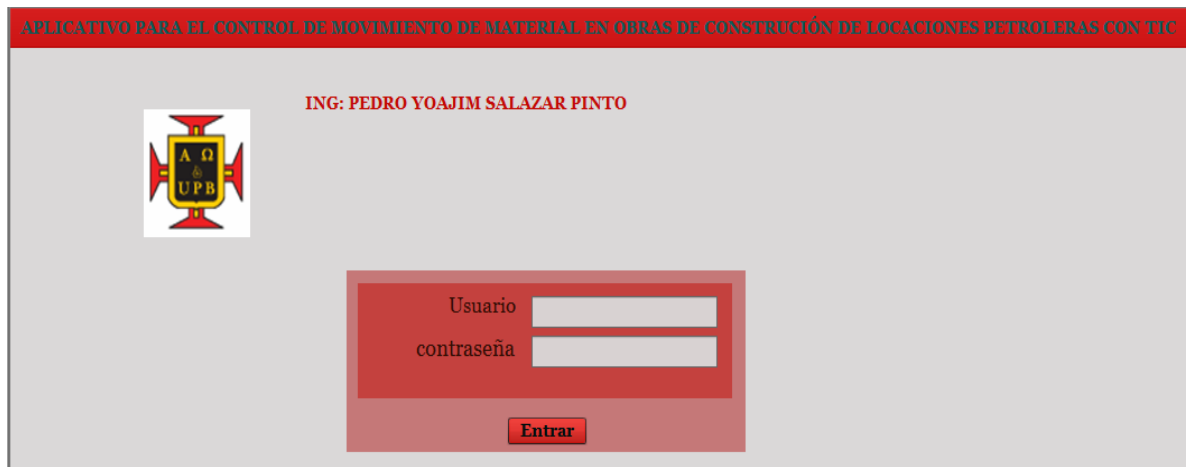 APLICATIVO PARA EL CONTROL DE MOVIMIENTO DE MATERIAL EN OBRAS DE CONSTRUCIÓN DE LOCACIONES PETROLERAS CON TIC
ING: PEDRO YOAJIM SALAZAR PINTO
Α Ω
UPB
Usuario
contraseña
Entrar